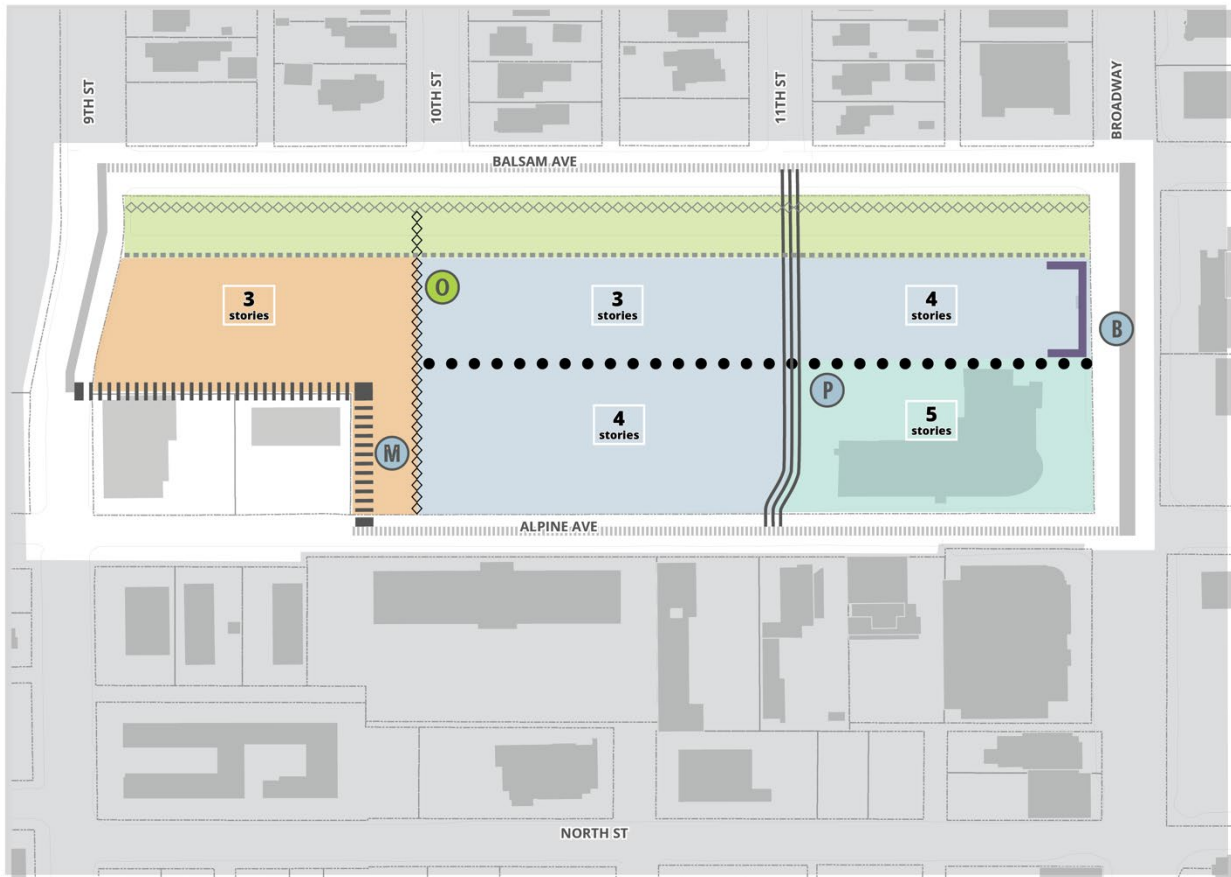 9TH ST
10TH ST
11TH ST
BROADWAY
BALSAM AVE
O
3
stories
3
stories
4
stories
B
P
M
4
stories
5
stories
ALPINE AVE
NORTH ST